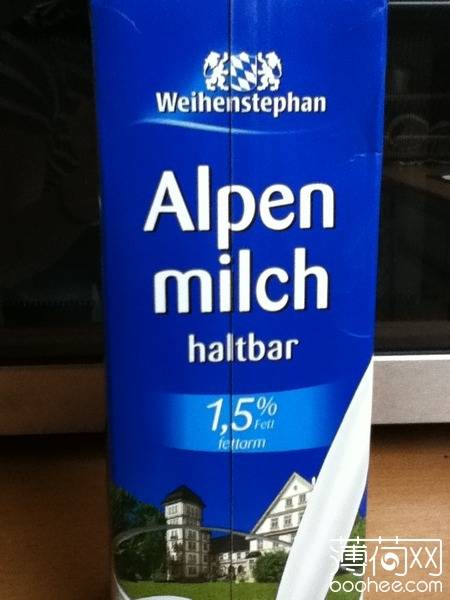 Weihenstephan
Alpen
milch
haltbar
1,5% Fett
fettarm
薄荷网
boohee.com